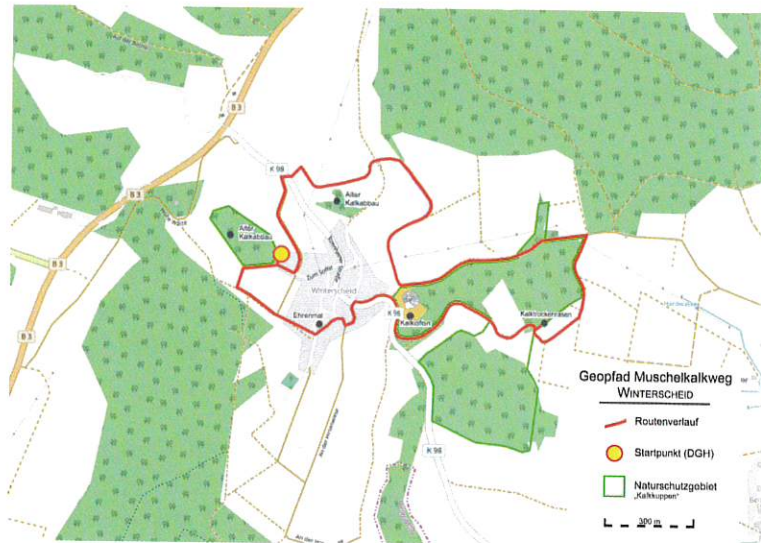 B 3
K 98
B 3
Alter
Kalkabbau
Alter
Kalkabbau
B 3
Winterscheid
Ehrenmal
K 98
Kalkofen
Kalktrockenrasen
B 3
K 98
Geopfad Muschelkalkweg
WINTERSCHEID
Routenverlauf
Startpunkt (DGH)
Naturschutzgebiet
„Kalkkuppen"
300 m